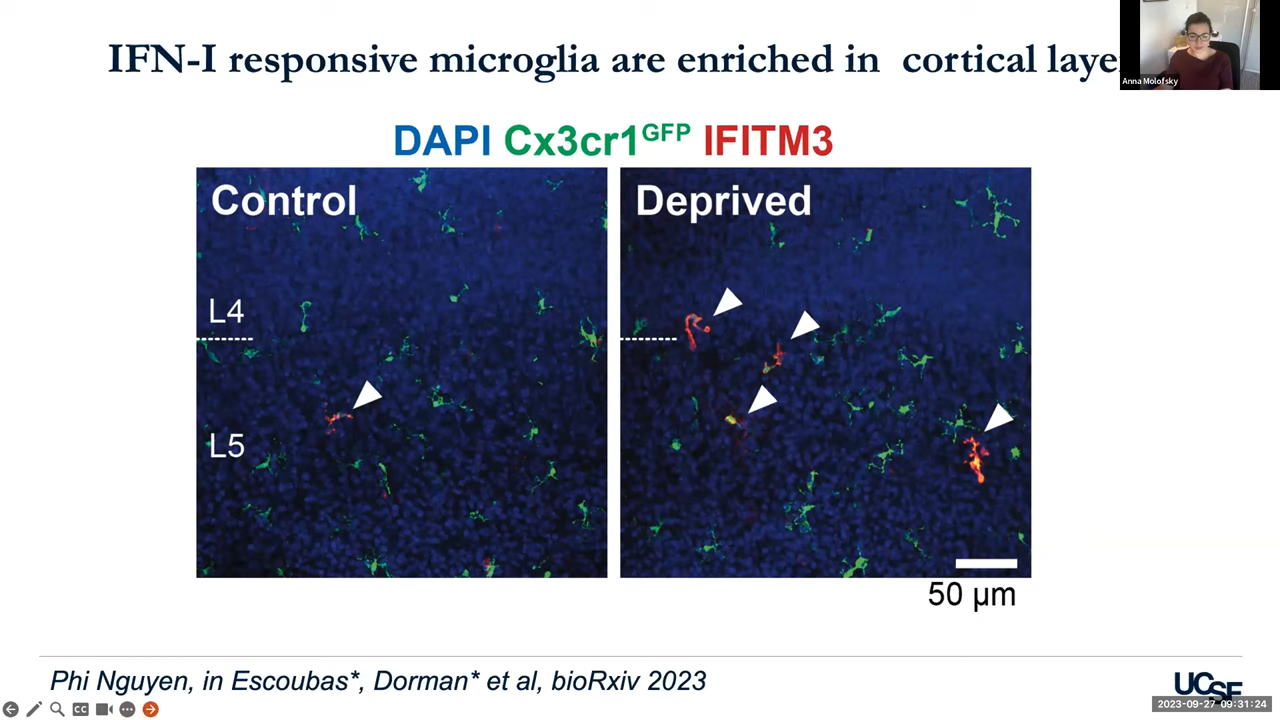 IFN-I responsive microglia are enriched in cortical laye
Anna Molofsky
DAPI Cx3cr1GFP IFITM3
Control
Deprived
L4
L5
50 µm
Phi Nguyen, in Escoubas*, Dorman* et al, bioRxiv 2023
UCSF
CC
2023-09-27 09:31:24